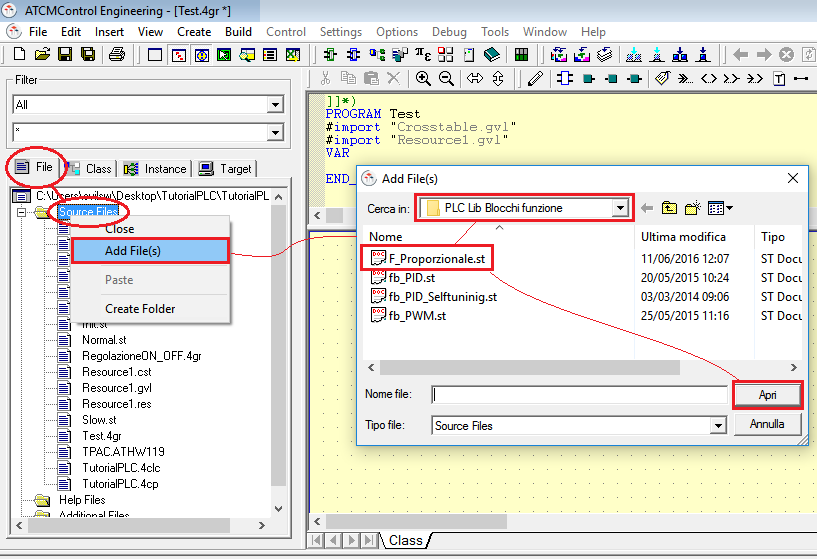 ATCMControl Engineering - [Test.4gr *]
File Edit Insert View Create Build Control Settings Options Debug Window Help
Filter
All
*
File Class Instance Target
C:\Users\evilsw\Desktop\TutorialPLC\TutorialPL
Source Files
Close
Add File(s)
Paste
Create Folder
Init.st
Normal.st
RegolazioneON_OFF.4gr
Resource1.cst
Resource1.gvl
Resource1.res
Slow.st
Test.4gr
TPAC.ATHW119
TutorialPLC.4clc
TutorialPLC.4cp
Help Files
Additional Files
]]*)
PROGRAM Test
#import "Crosstable.gvl"
#import "Resource1.gvl"
VAR
END_
Add File(s)
Cerca in: PLC Lib Blocchi funzione
Nome Ultima modifica Tipo
F_Proporzionale.st 11/06/2016 12:07 ST Docu
fb_PID.st 20/05/2015 10:24 ST Docu
fb_PID_Selftuninig.st 03/03/2014 09:06 ST Docu
fb_PWM.st 25/05/2015 11:16 ST Docu
Nome file: Apri
Tipo file: Source Files Annulla
Class